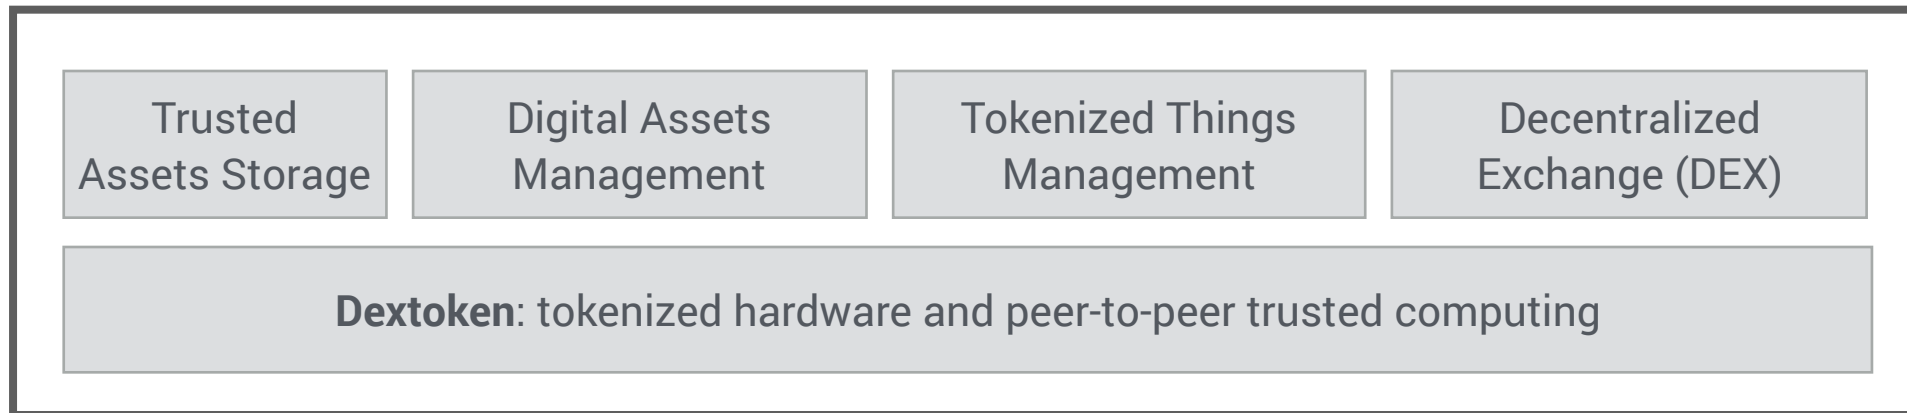 Trusted
Assets Storage
Digital Assets
Management
Tokenized Things
Management
Decentralized
Exchange (DEX)
Dextoken: tokenized hardware and peer-to-peer trusted computing